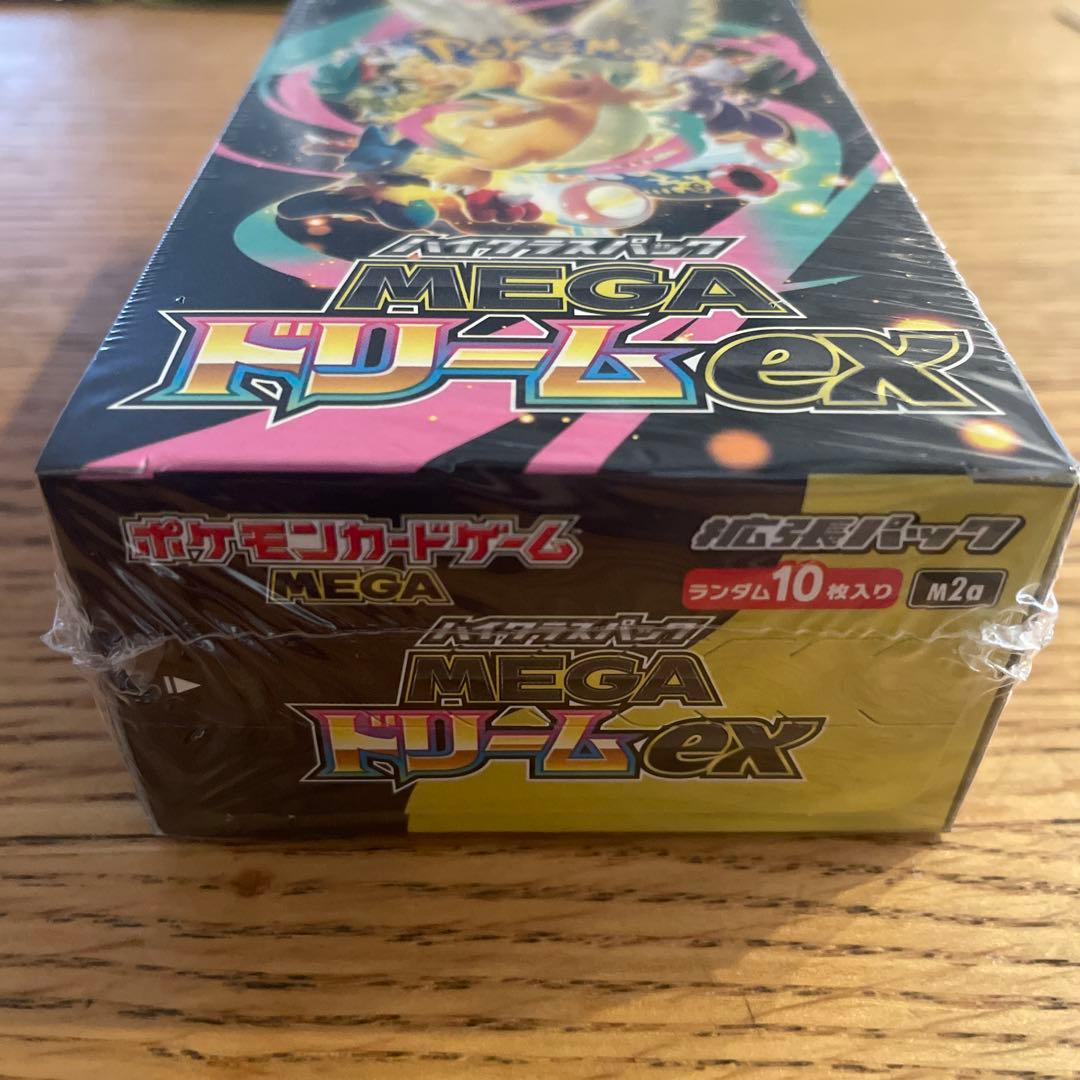 POKÉMON
ハイクラスパック
MEGA
ドリームex
ポケモンカードゲーム
MEGA
拡張パック
ランダム10枚入り
M2a
ハイクラスパック
MEGA
ドリームex